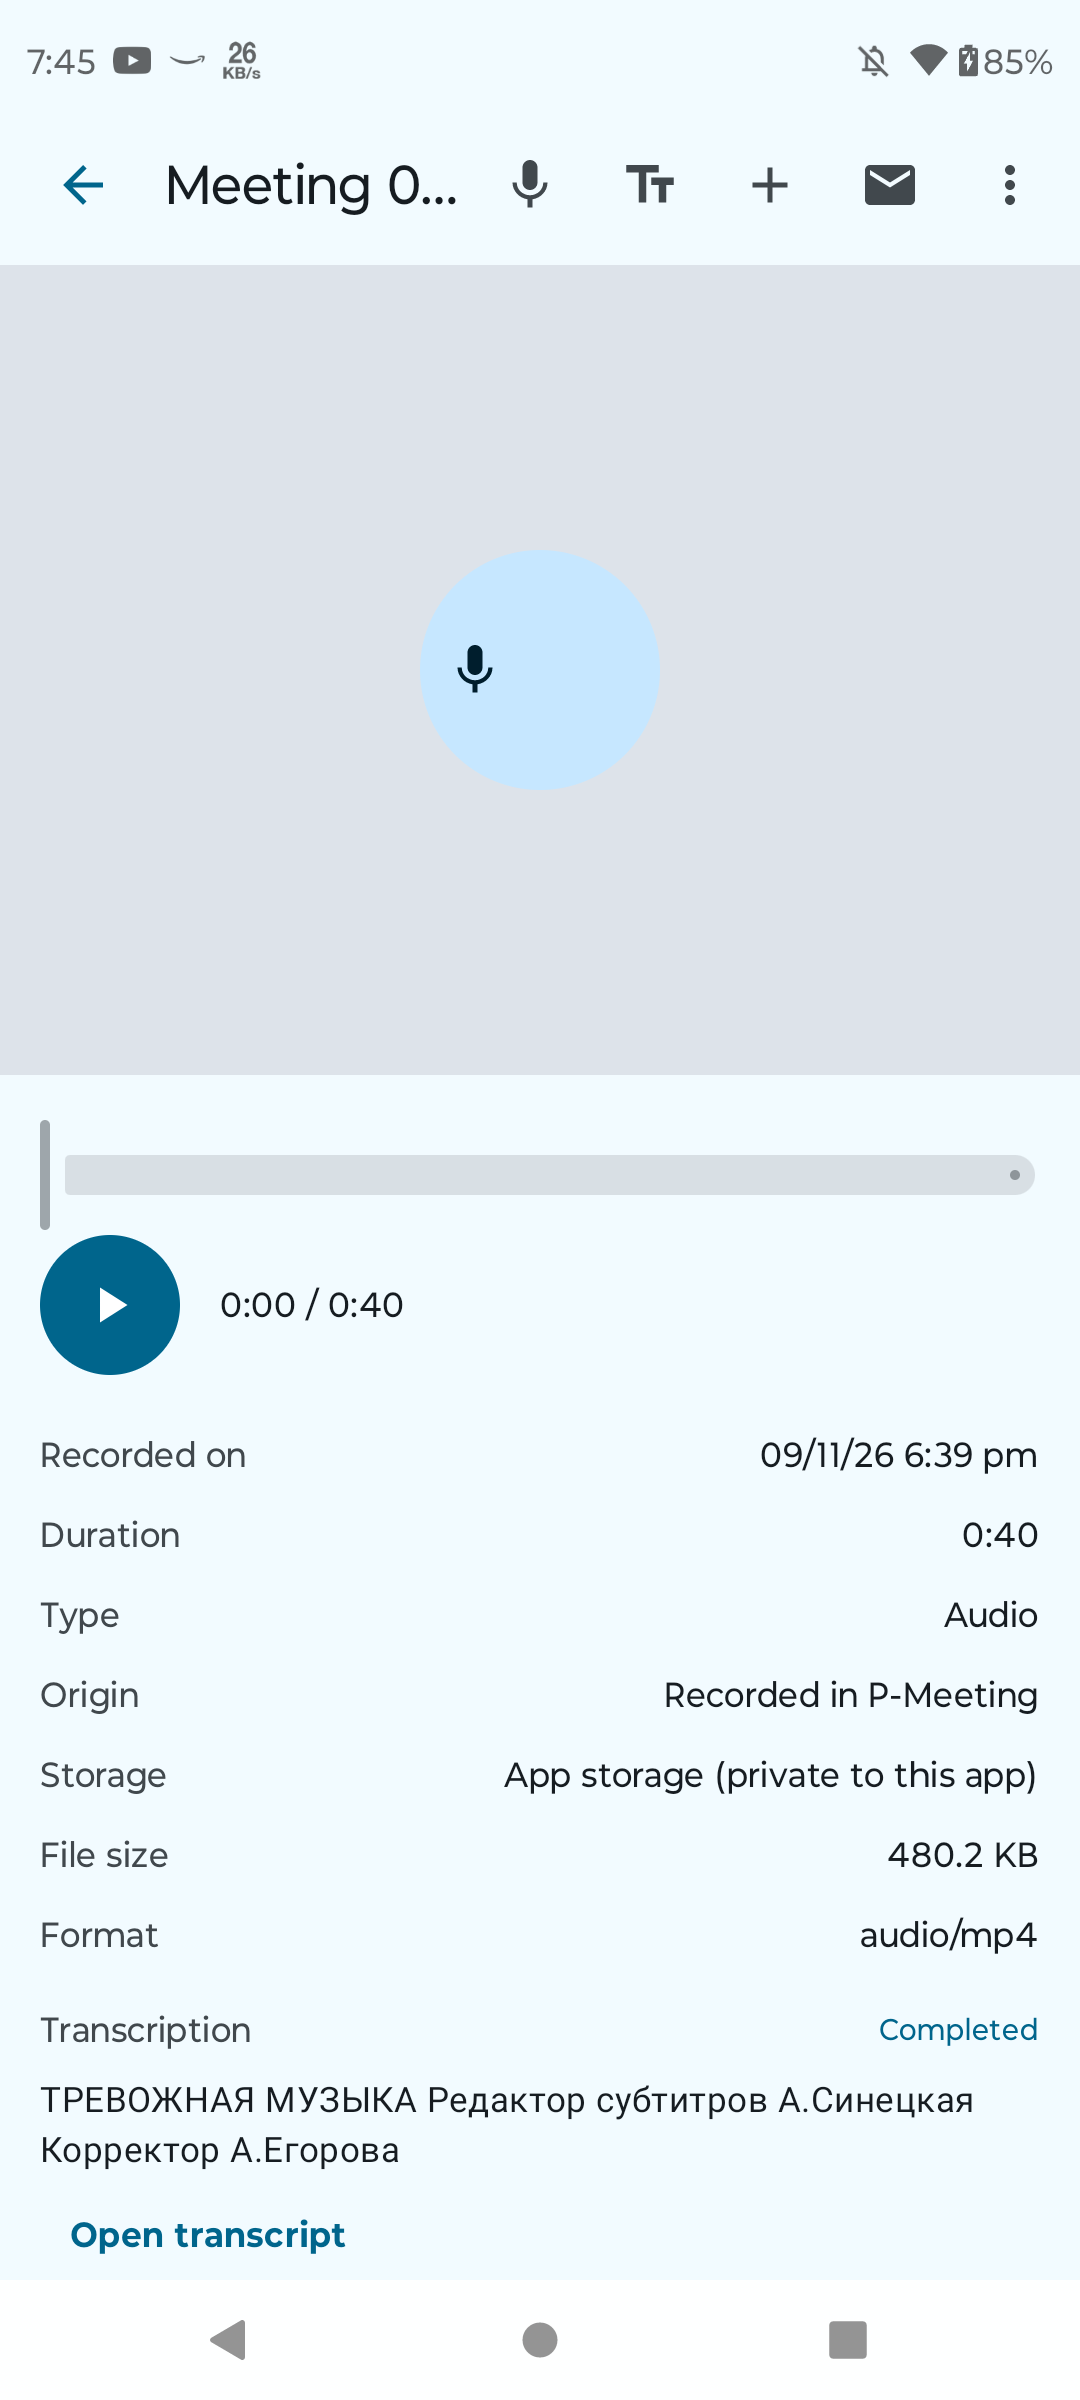 7:45 26 KB/s 85%
Meeting 0...
0:00 / 0:40
Recorded on 09/11/26 6:39 pm
Duration 0:40
Type Audio
Origin Recorded in P-Meeting
Storage App storage (private to this app)
File size 480.2 KB
Format audio/mp4
Transcription Completed
ТРЕВОЖНАЯ МУЗЫКА Редактор субтитров А.Синецкая
Корректор А.Егорова
Open transcript